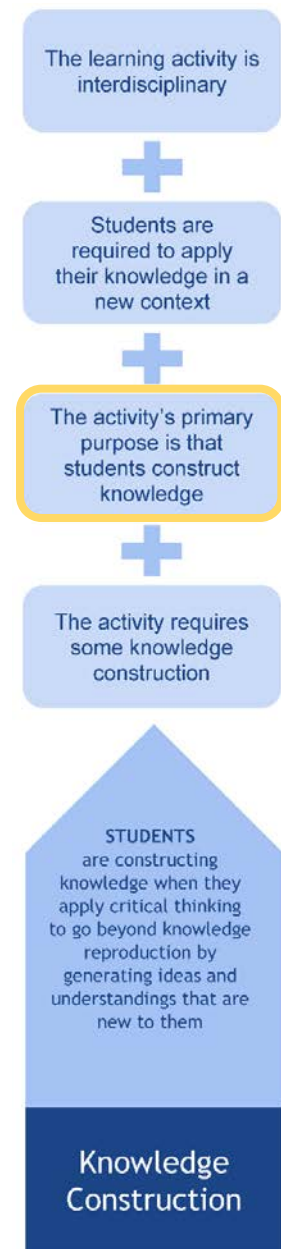 The learning activity is
interdisciplinary
Students are
required to apply
their knowledge in a
new context
The activity's primary
purpose is that
students construct
knowledge
The activity requires
some knowledge
construction
STUDENTS
are constructing
knowledge when they
apply critical thinking
to go beyond knowledge
reproduction by
generating ideas and
understandings that are
new to them
Knowledge
Construction